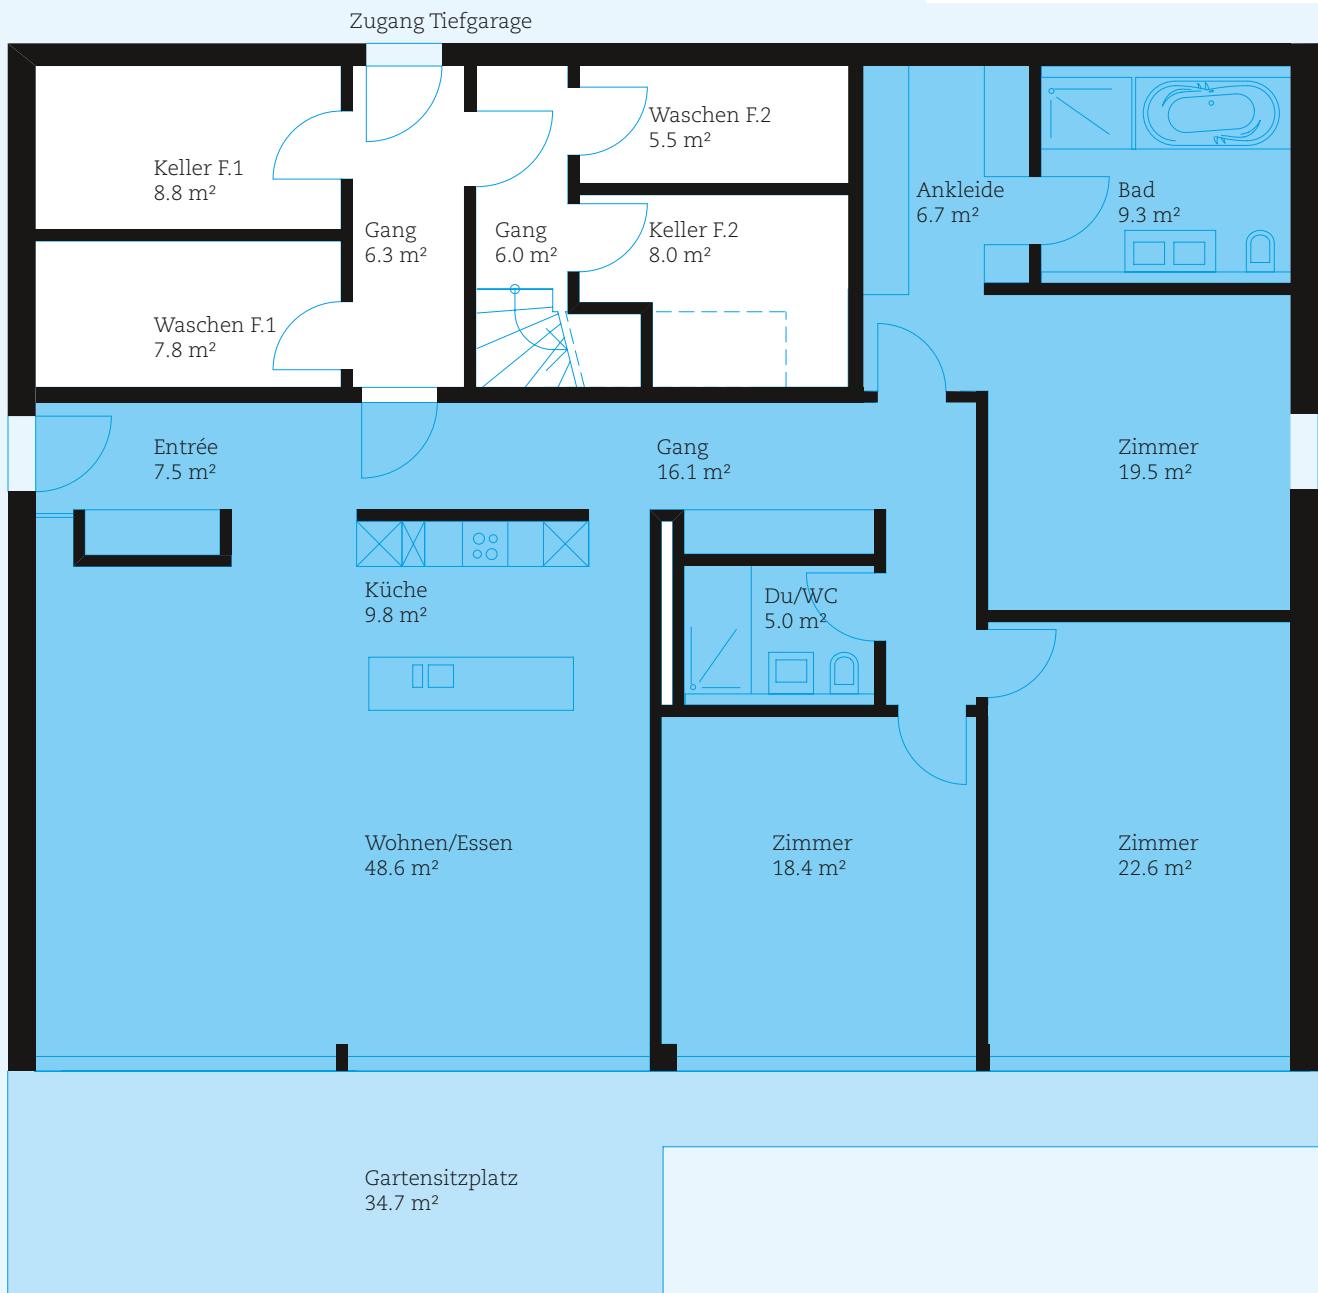 Zugang Tiefgarage
Waschen F.2
5.5 m²
Keller F.1
8.8 m²
Ankleide
6.7 m²
Bad
9.3 m²
Gang
6.3 m²
Gang
6.0 m²
Keller F.2
8.0 m²
Waschen F.1
7.8 m²
Entrée
7.5 m²
Gang
16.1 m²
Zimmer
19.5 m²
Küche
9.8 m²
Du/WC
5.0 m²
Wohnen/Essen
48.6 m²
Zimmer
18.4 m²
Zimmer
22.6 m²
Gartensitzplatz
34.7 m²